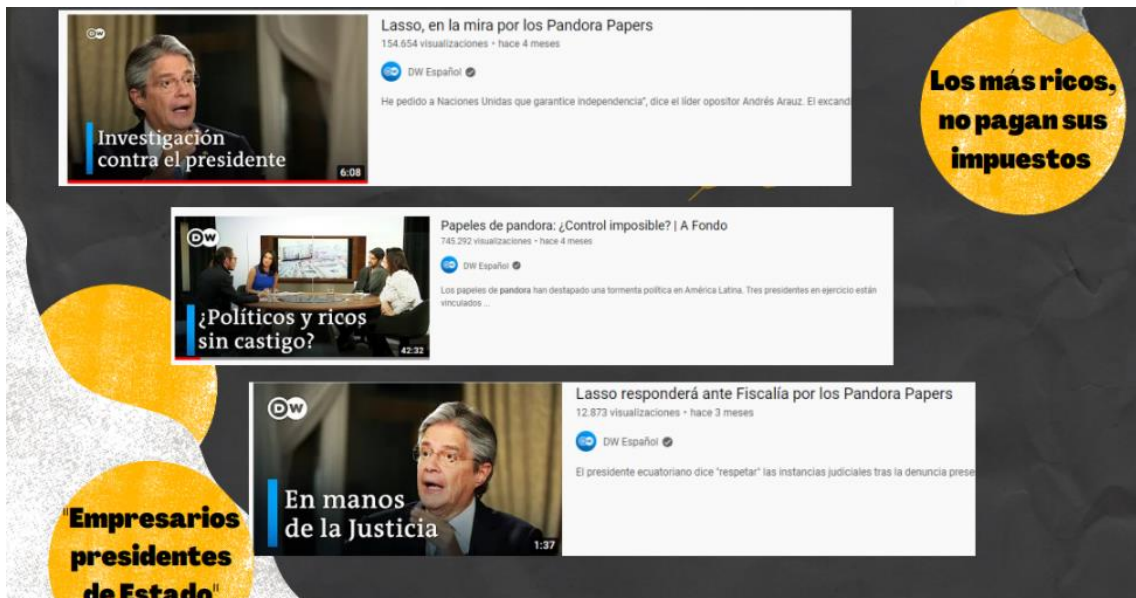 DW
Investigación
contra el presidente
6:08
Lasso, en la mira por los Pandora Papers
154.654 visualizaciones • hace 4 meses
DW Español
He pedido a Naciones Unidas que garantice independencia", dice el líder opositor Andrés Arauz. El excand
Los más ricos,
no pagan sus
impuestos
DW
¿Políticos y ricos
sin castigo?
42:32
Papeles de pandora: ¿Control imposible? | A Fondo
745.292 visualizaciones • hace 4 meses
DW Español
Los papeles de pandora han destapado una tormenta política en América Latina. Tres presidentes en ejercicio están
vinculados ...
DW
En manos
de la Justicia
1:37
Lasso responderá ante Fiscalía por los Pandora Papers
12.873 visualizaciones • hace 3 meses
DW Español
El presidente ecuatoriano dice "respetar" las instancias judiciales tras la denuncia prese
"Empresarios
presidentes
de Estado"